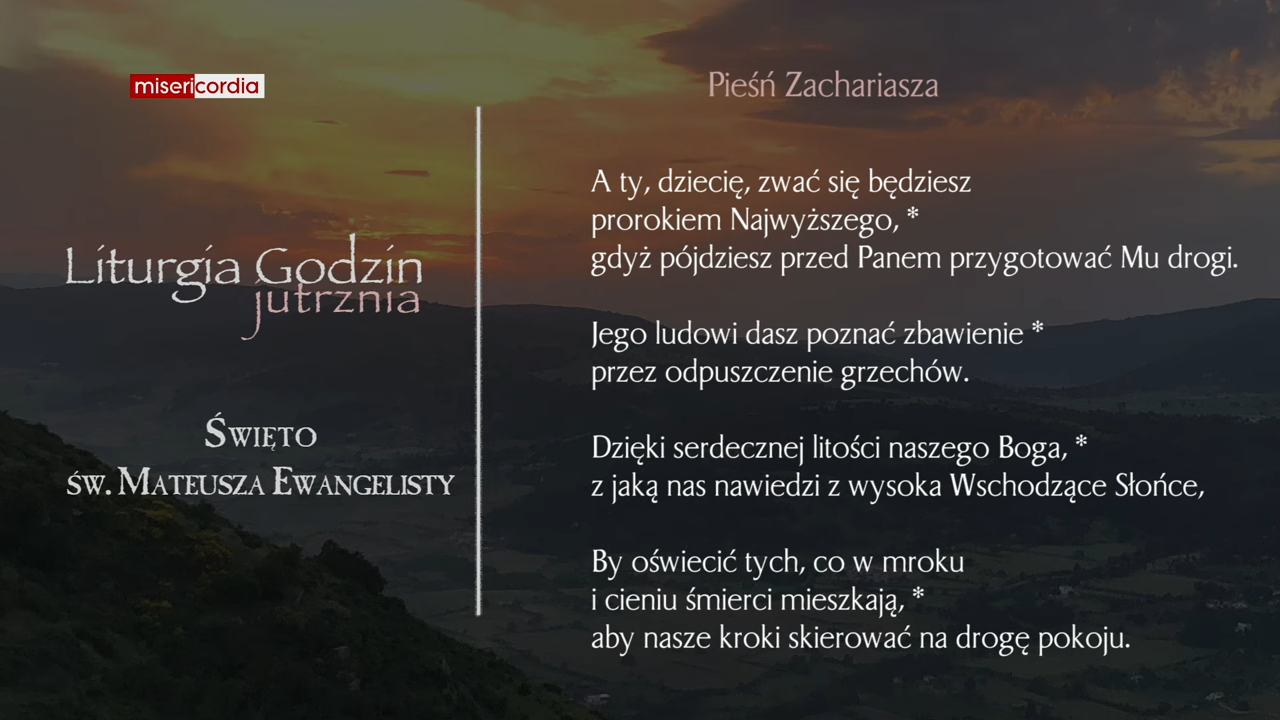 misericordia
Liturgia Godzin
jutrznia
Święto
św. Mateusza Ewangelisty
Pieśń Zachariasza
A ty, dziecię, zwać się będziesz
prorokiem Najwyższego, *
gdyż pójdziesz przed Panem przygotować Mu drogi.
Jego ludowi dasz poznać zbawienie *
przez odpuszczenie grzechów.
Dzięki serdecznej litości naszego Boga, *
z jaką nas nawiedzi z wysoka Wschodzące Słońce,
By oświecić tych, co w mroku
i cieniu śmierci mieszkają, *
aby nasze kroki skierować na drogę pokoju.